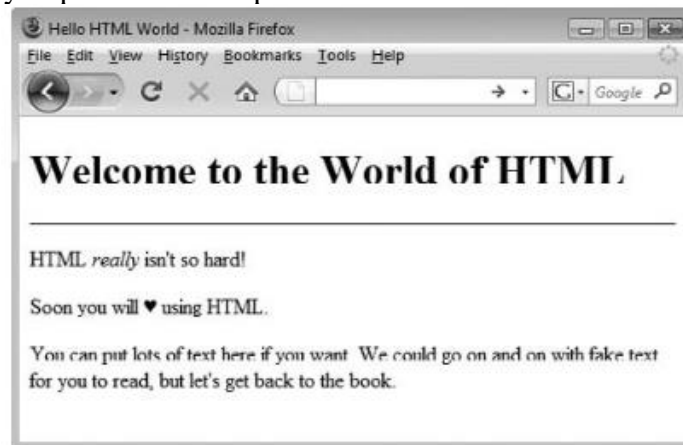 Hello HTML World - Mozilla Firefox
File Edit View History Bookmarks Tools Help
Google
Welcome to the World of HTML
HTML really isn't so hard!
Soon you will ♥ using HTML.
You can put lots of text here if you want. We could go on and on with fake text
for you to read, but let's get back to the book.